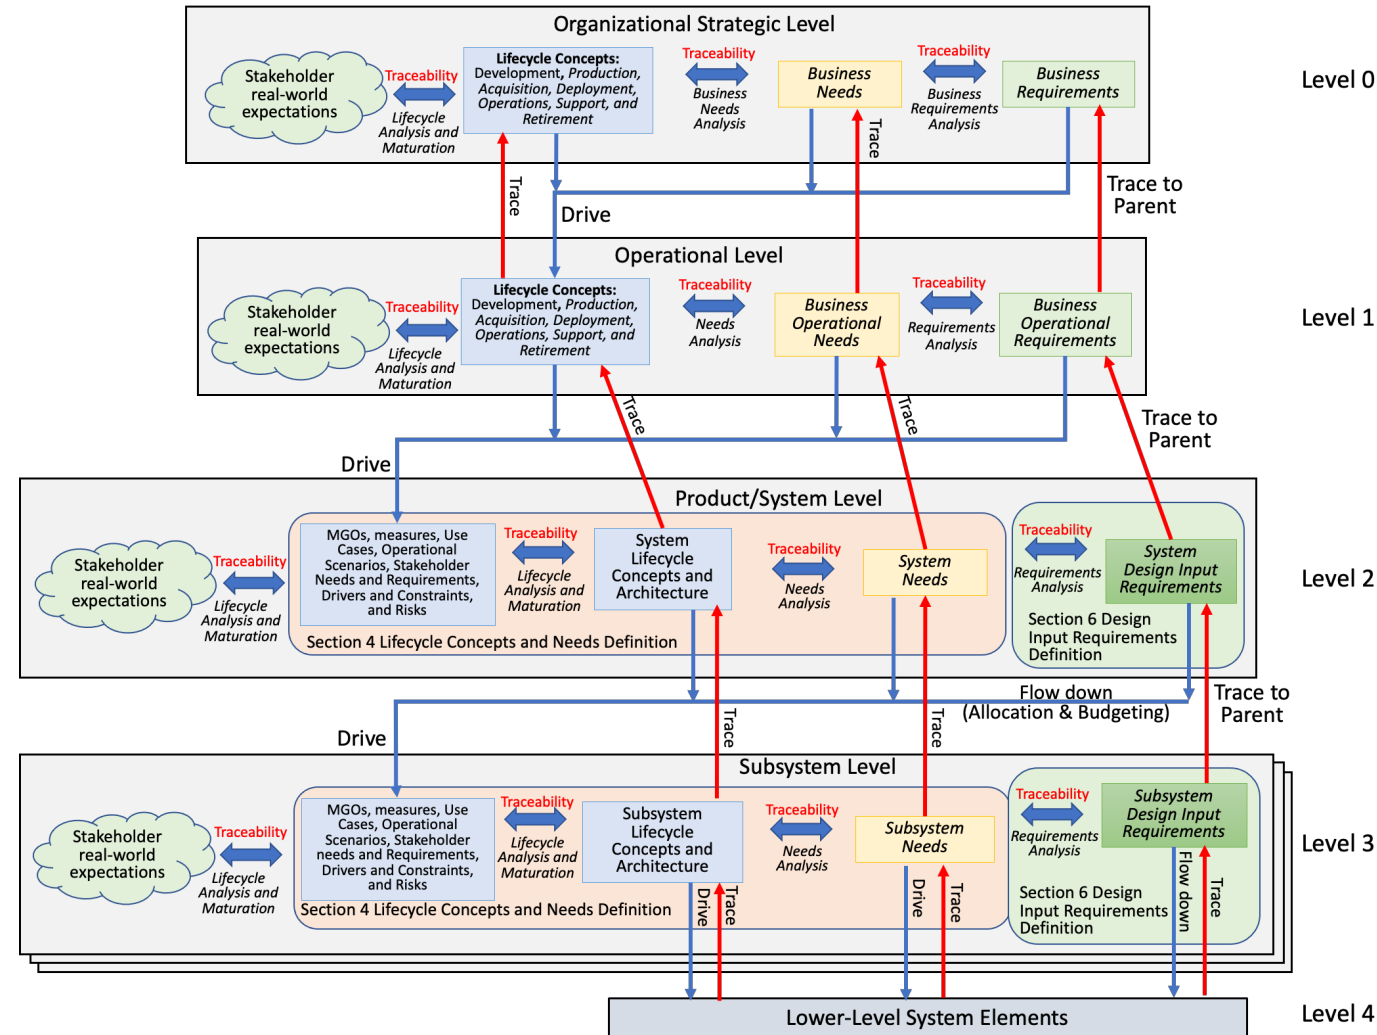 Organizational Strategic Level
Level 0
Stakeholder
real-world
expectations
Traceability
Lifecycle
Analysis and
Maturation
Lifecycle Concepts:
Development, Production,
Acquisition, Deployment,
Operations, Support, and
Retirement
Traceability
Business
Needs
Analysis
Business
Needs
Traceability
Business
Requirements
Analysis
Business
Requirements
Trace
Trace
Trace to
Parent
Drive
Operational Level
Level 1
Stakeholder
real-world
expectations
Traceability
Lifecycle
Analysis and
Maturation
Lifecycle Concepts:
Development, Production,
Acquisition, Deployment,
Operations, Support, and
Retirement
Traceability
Needs
Analysis
Business
Operational
Needs
Traceability
Requirements
Analysis
Business
Operational
Requirements
Trace
Trace
Trace to
Parent
Drive
Product/System Level
Level 2
Stakeholder
real-world
expectations
Traceability
Lifecycle
Analysis and
Maturation
MGOs, measures, Use
Cases, Operational
Scenarios, Stakeholder
Needs and Requirements,
Drivers and Constraints,
and Risks
Traceability
Lifecycle
Analysis and
Maturation
System
Lifecycle
Concepts and
Architecture
Traceability
Needs
Analysis
System
Needs
Section 4 Lifecycle Concepts and Needs Definition
Traceability
Requirements
Analysis
System
Design Input
Requirements
Section 6 Design
Input Requirements
Definition
Flow down
(Allocation & Budgeting)
Trace
Trace
Trace to
Parent
Drive
Subsystem Level
Level 3
Stakeholder
real-world
expectations
Traceability
Lifecycle
Analysis and
Maturation
MGOs, measures, Use
Cases, Operational
Scenarios, Stakeholder
needs and Requirements,
Drivers and Constraints,
and Risks
Traceability
Lifecycle
Analysis and
Maturation
Subsystem
Lifecycle
Concepts and
Architecture
Traceability
Needs
Analysis
Subsystem
Needs
Section 4 Lifecycle Concepts and Needs Definition
Traceability
Requirements
Analysis
Subsystem
Design Input
Requirements
Section 6 Design
Input Requirements
Definition
Drive
Trace
Drive
Trace
Flow down
Trace
Lower-Level System Elements
Level 4